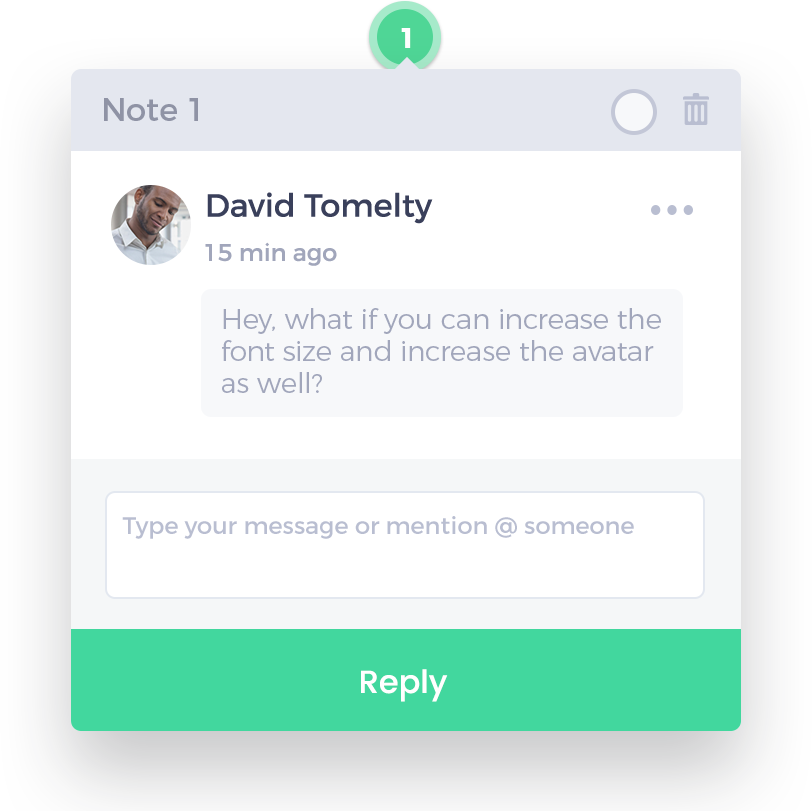 1
Note 1
David Tomelty
15 min ago
Hey, what if you can increase the
font size and increase the avatar
as well?
Type your message or mention @ someone
Reply